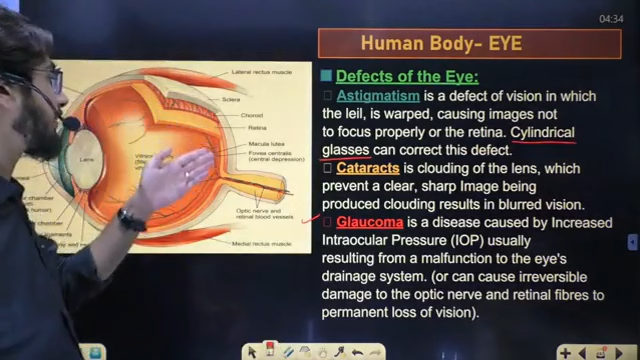 04:34
Human Body- EYE
Defects of the Eye:
Astigmatism is a defect of vision in which
the leil, is warped, causing images not
to focus properly or the retina. Cylindrical
glasses can correct this defect.
Cataracts is clouding of the lens, which
prevent a clear, sharp Image being
produced clouding results in blurred vision.
Glaucoma is a disease caused by Increased
Intraocular Pressure (IOP) usually
resulting from a malfunction to the eye's
drainage system. (or can cause irreversible
damage to the optic nerve and retinal fibres to
permanent loss of vision).
Lateral rectus muscle
Sclera
Choroid
Retina
Macula lutea
Fovea centralis
(central depression)
Lens
Optic nerve and
retinal blood vessels
Medial rectus muscle